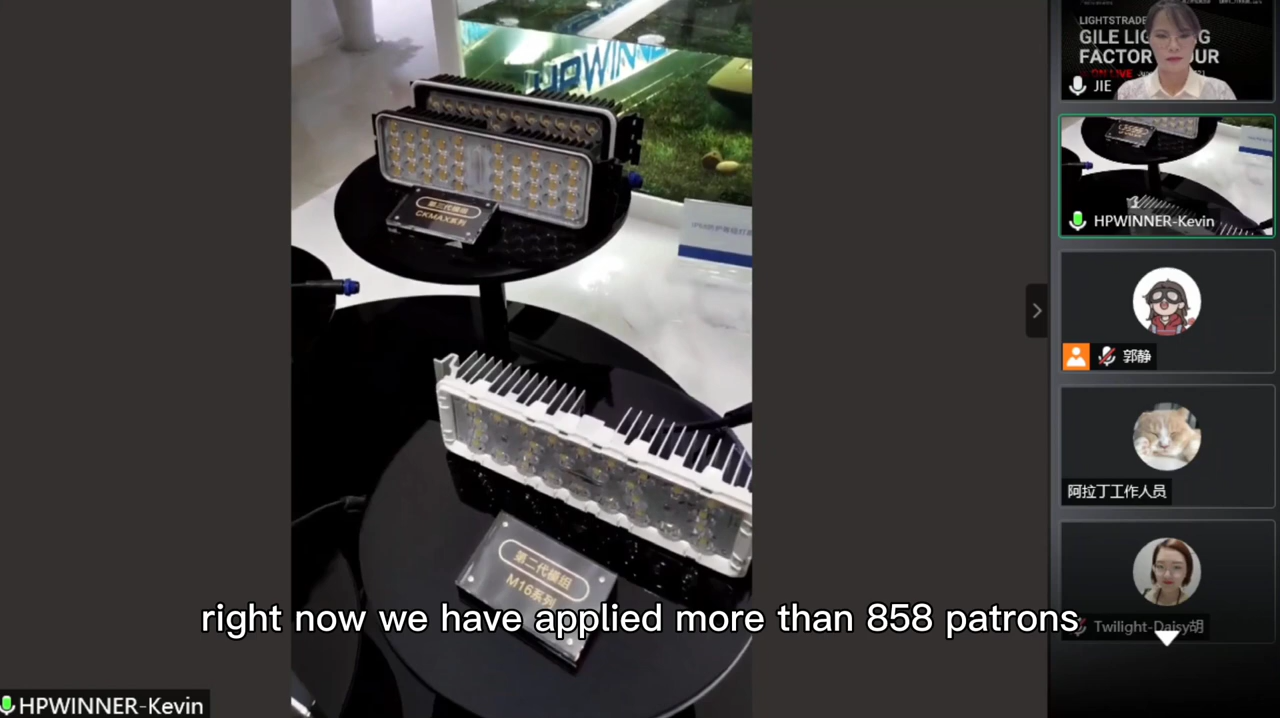 HPWINNER
第三代模组
CKMAX系列
第二代模组
M16系列
right now we have applied more than 858 patrons
HPWINNER-Kevin
LIGHTSTRADE
GILE LIG G
FACTOR OUR
ON LIVE
JIE
HPWINNER-Kevin
郭静
阿拉丁工作人员
Twilight-Daisy胡